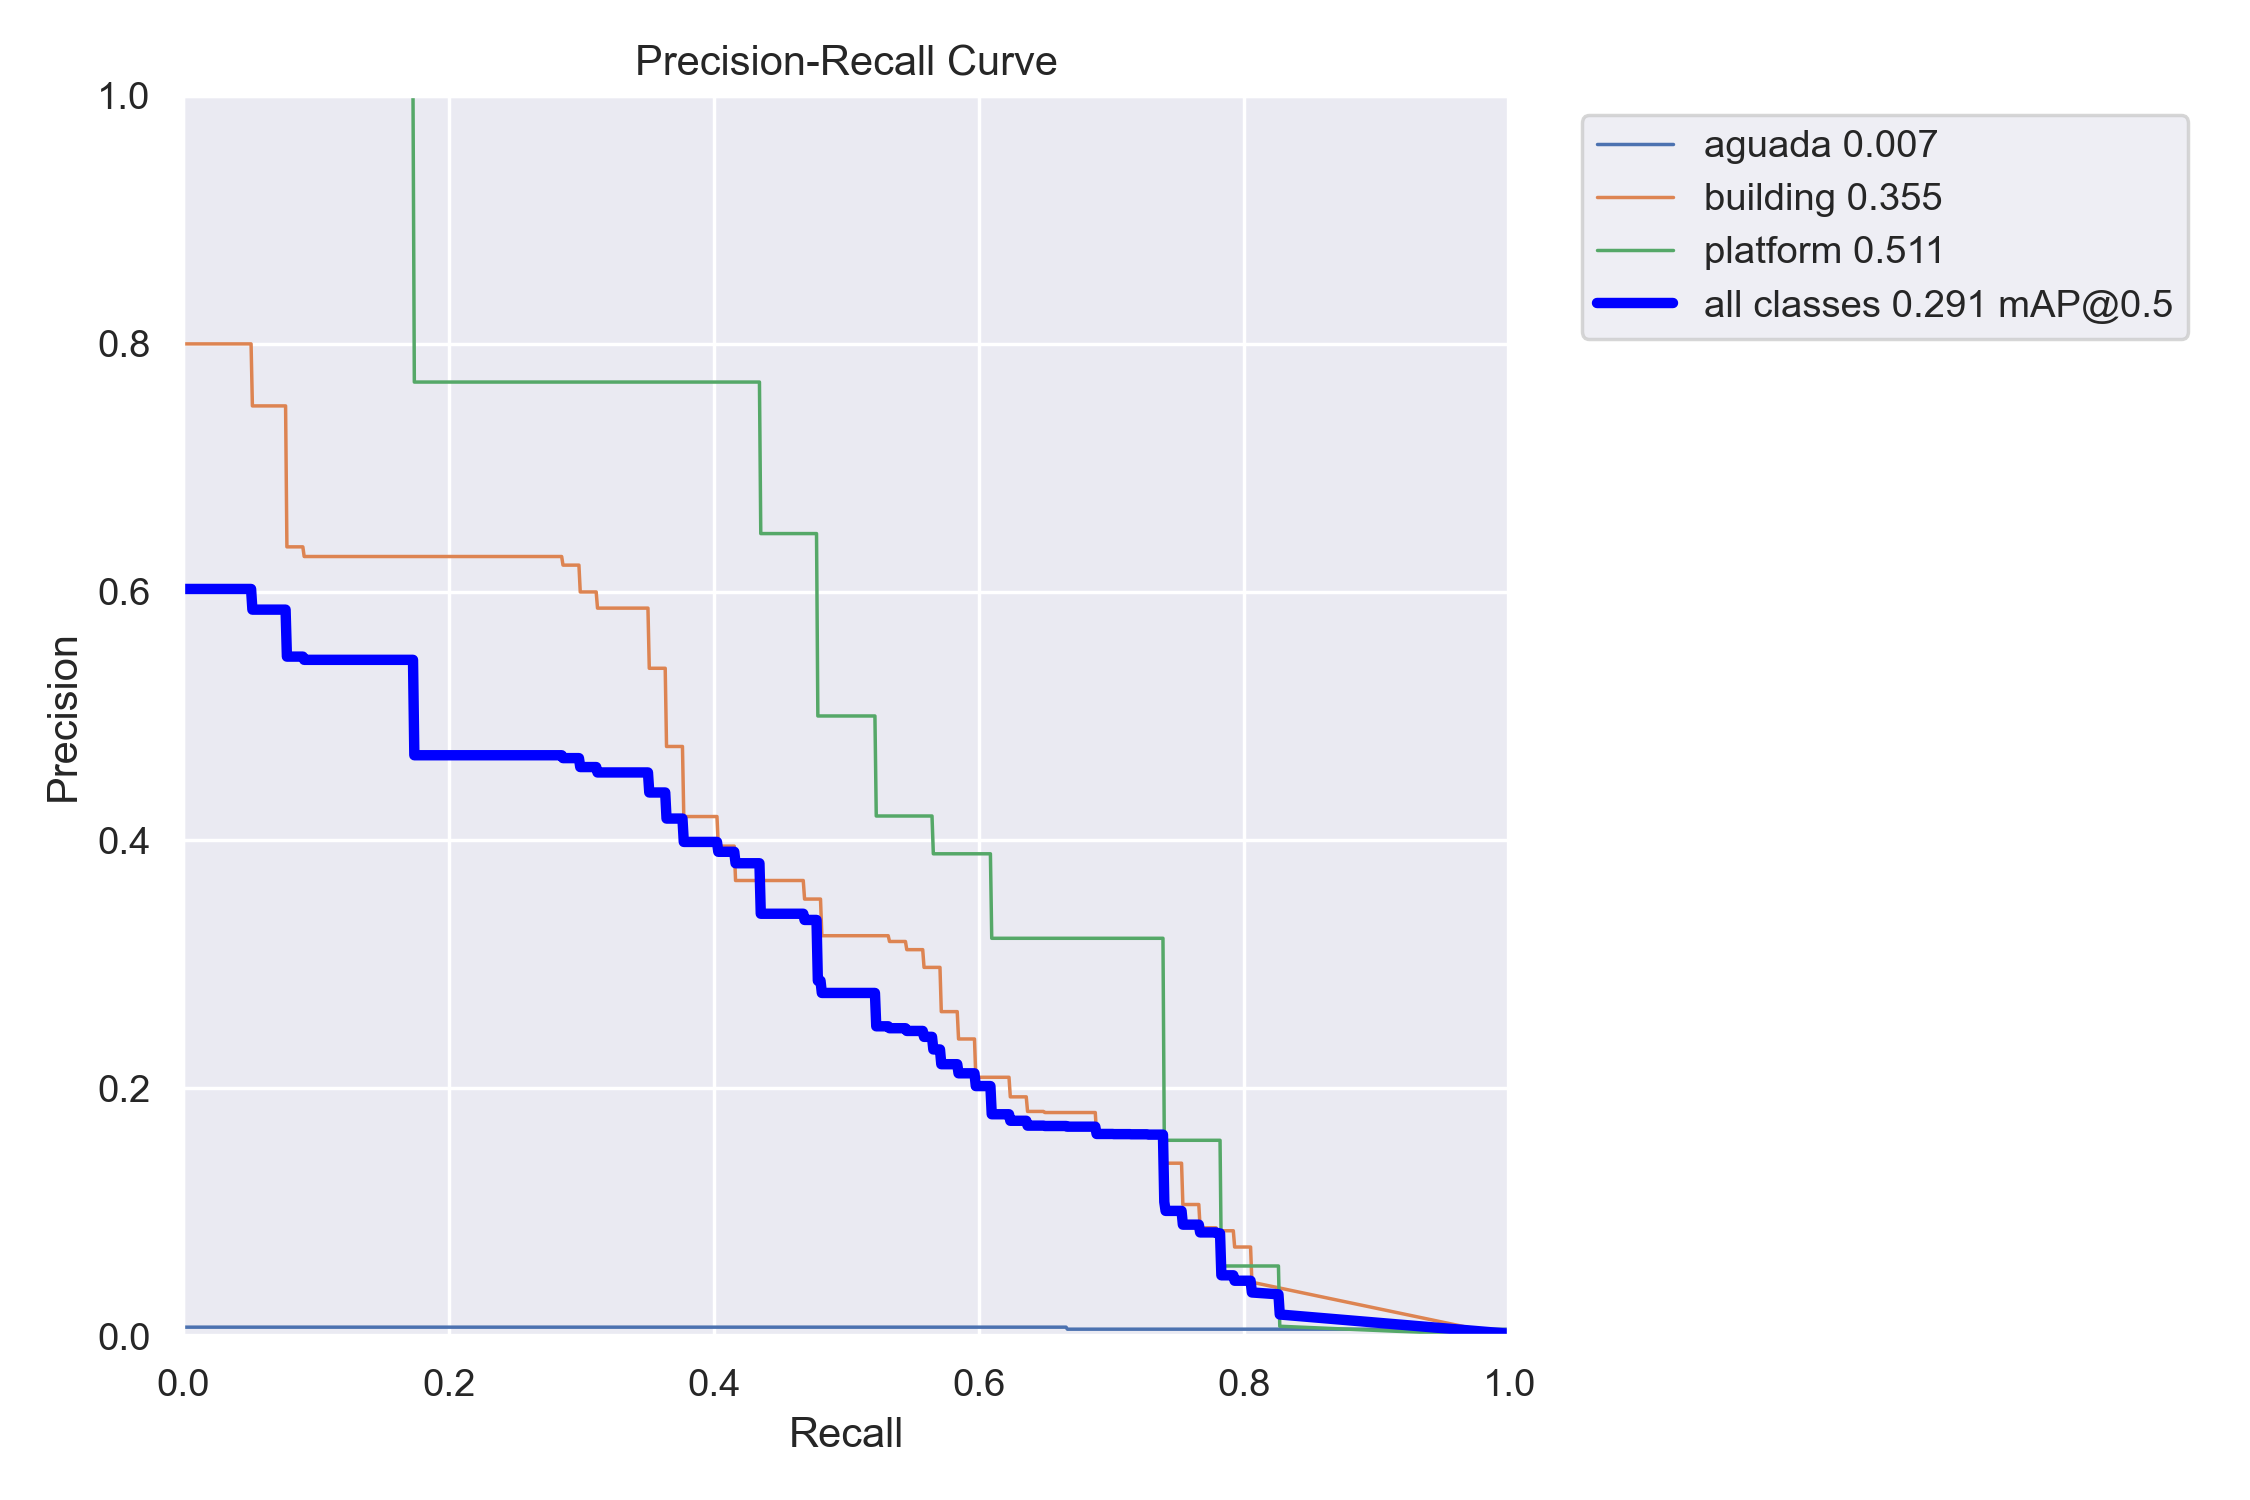 Precision-Recall Curve
1.0
0.8
0.6
0.4
0.2
0.0
Precision
0.0 0.2 0.4 0.6 0.8 1.0
Recall
aguada 0.007
building 0.355
platform 0.511
all classes 0.291 mAP@0.5